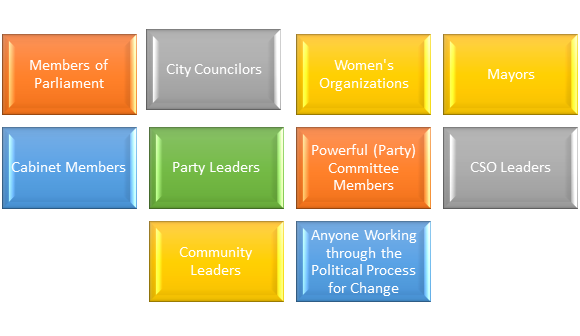 Members of
Parliament
City Councilors
Women's
Organizations
Mayors
Cabinet Members
Party Leaders
Powerful (Party)
Committee
Members
CSO Leaders
Community
Leaders
Anyone Working
through the
Political Process
for Change